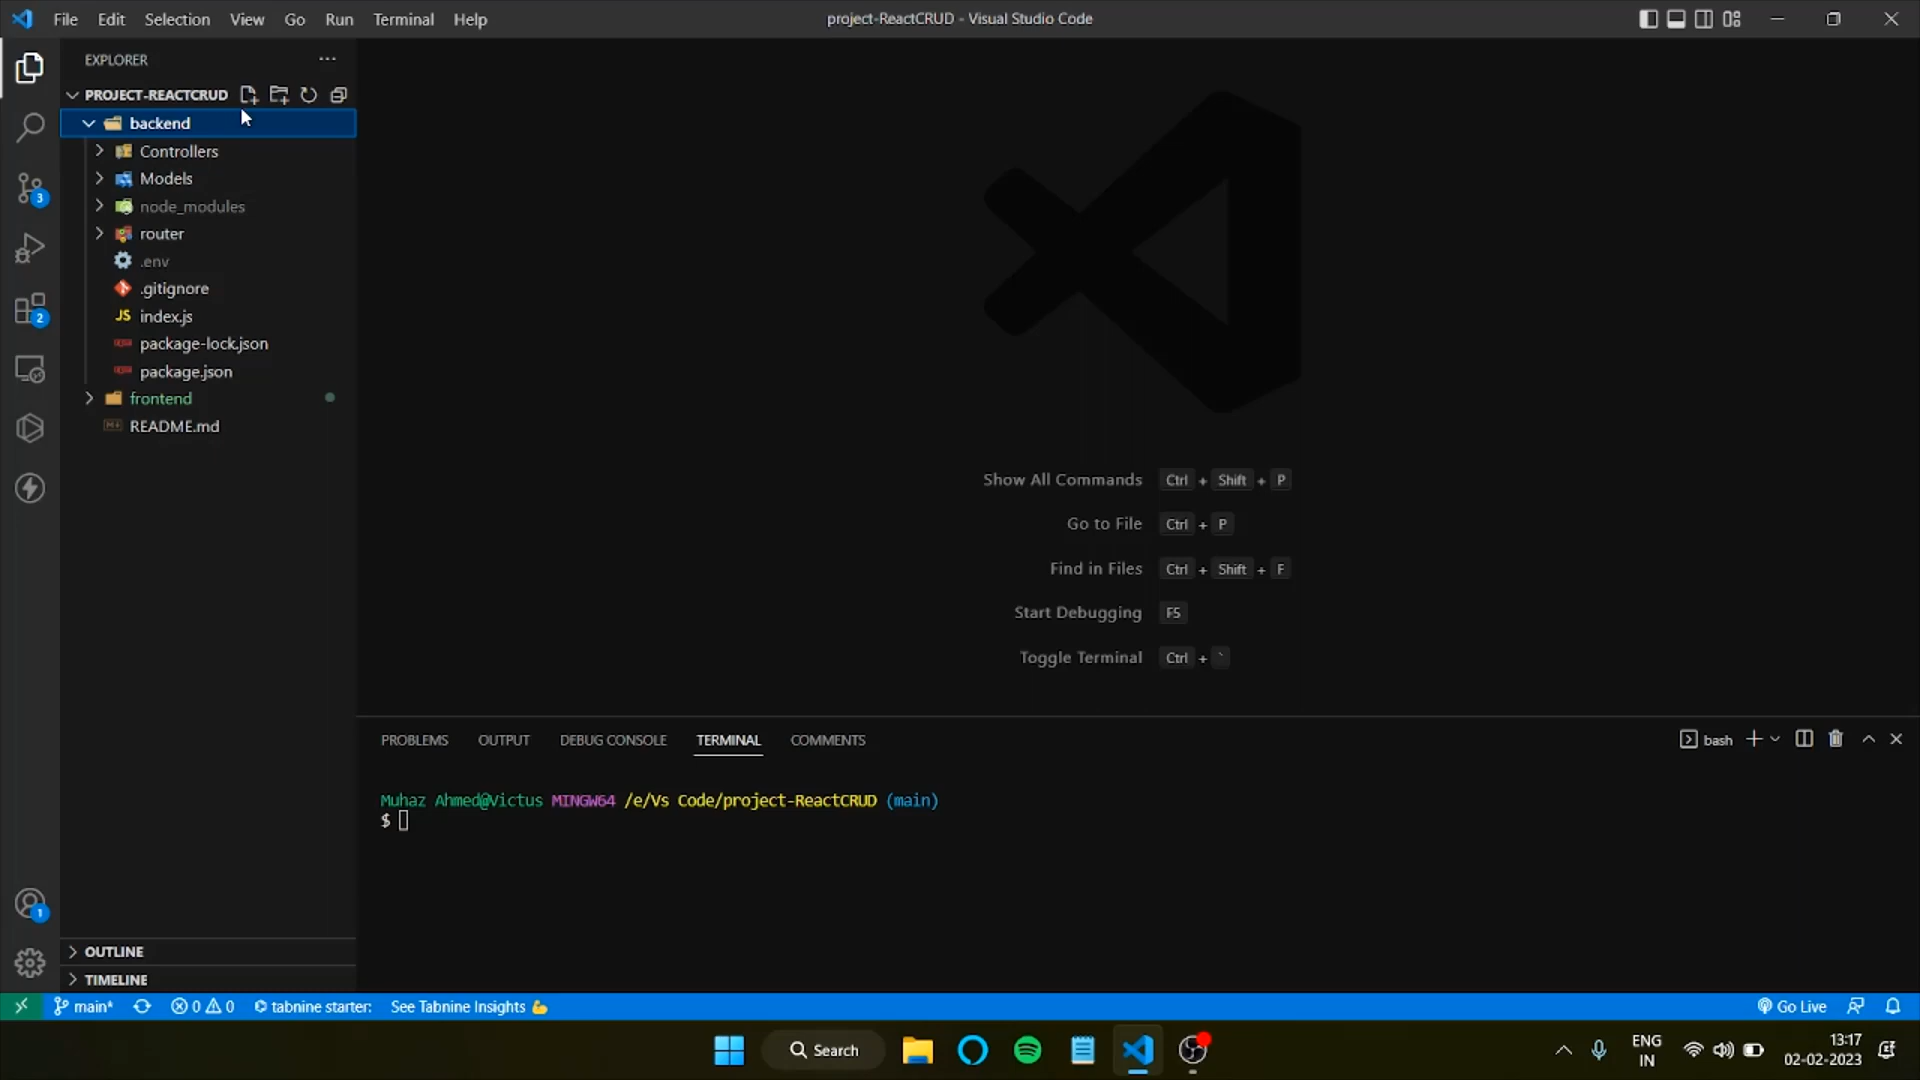 File Edit Selection View Go Run Terminal Help
project-ReactCRUD - Visual Studio Code
EXPLORER
PROJECT-REACTCRUD
backend
Controllers
Models
node_modules
router
.env
.gitignore
JS index.js
package-lock.json
package.json
frontend
README.md
3
2
1
OUTLINE
TIMELINE
Show All Commands Ctrl + Shift + P
Go to File Ctrl + P
Find in Files Ctrl + Shift + F
Start Debugging F5
Toggle Terminal Ctrl + `
PROBLEMS OUTPUT DEBUG CONSOLE TERMINAL COMMENTS
bash
Muhaz Ahmed@Victus MINGW64 /e/Vs Code/project-ReactCRUD (main)
$
main* 0 0 tabnine starter: See Tabnine Insights
Go Live
Search
ENG
IN
13:17
02-02-2023